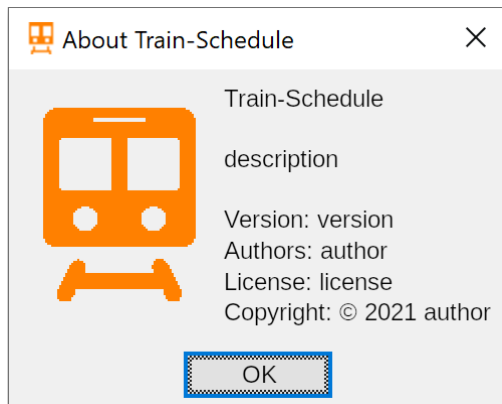 About Train-Schedule
Train-Schedule
description
Version: version
Authors: author
License: license
Copyright: © 2021 author
OK